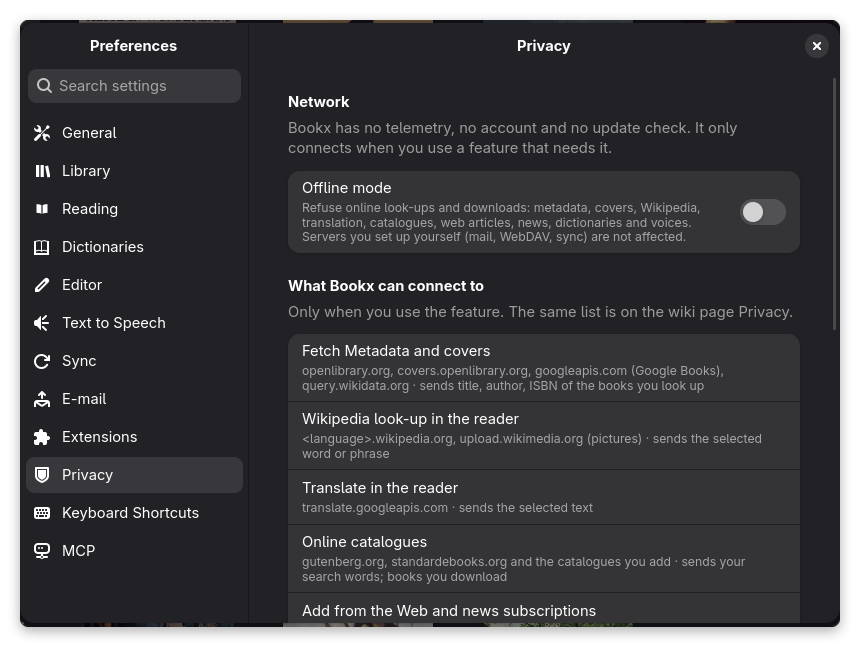 Preferences
Search settings
General
Library
Reading
Dictionaries
Editor
Text to Speech
Sync
E-mail
Extensions
Privacy
Keyboard Shortcuts
MCP
Privacy
Network
Bookx has no telemetry, no account and no update check. It only
connects when you use a feature that needs it.
Offline mode
Refuse online look-ups and downloads: metadata, covers, Wikipedia,
translation, catalogues, web articles, news, dictionaries and voices.
Servers you set up yourself (mail, WebDAV, sync) are not affected.
What Bookx can connect to
Only when you use the feature. The same list is on the wiki page Privacy.
Fetch Metadata and covers
openlibrary.org, covers.openlibrary.org, googleapis.com (Google Books),
query.wikidata.org · sends title, author, ISBN of the books you look up
Wikipedia look-up in the reader
<language>.wikipedia.org, upload.wikimedia.org (pictures) · sends the selected
word or phrase
Translate in the reader
translate.googleapis.com · sends the selected text
Online catalogues
gutenberg.org, standardebooks.org and the catalogues you add · sends your
search words; books you download
Add from the Web and news subscriptions